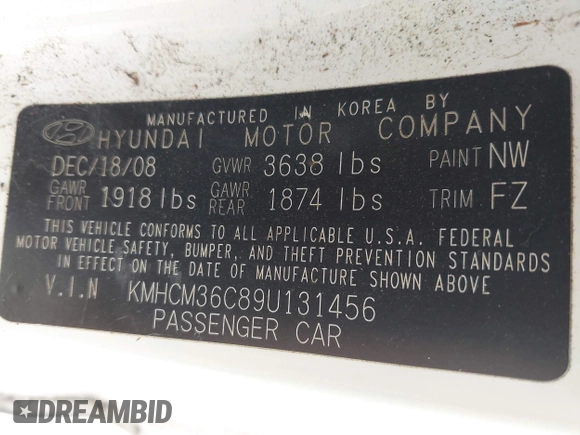 MANUFACTURED IN KOREA BY
HYUNDAI MOTOR COMPANY
DEC/18/08 GVWR 3638 lbs PAINT NW
GAWR FRONT 1918 lbs GAWR REAR 1874 lbs TRIM FZ
THIS VEHICLE CONFORMS TO ALL APPLICABLE U.S.A. FEDERAL
MOTOR VEHICLE SAFETY, BUMPER, AND THEFT PREVENTION STANDARDS
IN EFFECT ON THE DATE OF MANUFACTURE SHOWN ABOVE
V.I.N KMHCM36C89U131456
PASSENGER CAR
DREAMBID